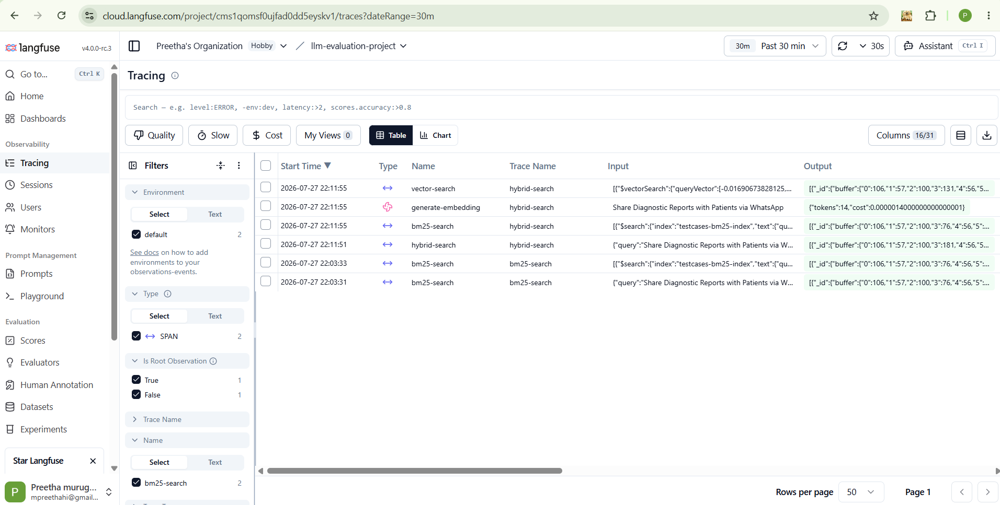 cloud.langfuse.com/project/cms1qomsf0ujfad0dd5eyskv1/traces?dateRange=30m
P
langfuse
v4.0.0-rc.3
Preetha's Organization Hobby
llm-evaluation-project
30m Past 30 min
30s
Assistant Ctrl I
Go to... Ctrl K
Home
Dashboards
Observability
Tracing
Sessions
Users
Monitors
Prompt Management
Prompts
Playground
Evaluation
Scores
Evaluators
Human Annotation
Datasets
Experiments
Star Langfuse
P
Preetha murug...
mpreethahi@gmail...
Tracing
Search — e.g. level:ERROR, -env:dev, latency:>2, scores.accuracy:>0.8
Quality
Slow
Cost
My Views 0
Table
Chart
Columns 16/31
Filters
Environment
Select Text
default 2
See docs on how to add
environments to your
observations-events.
Type
Select Text
SPAN 2
Is Root Observation
True 1
False 1
Trace Name
Name
Select Text
bm25-search 2
Start Time Type Name Trace Name Input Output
2026-07-27 22:11:55 vector-search hybrid-search [{"$vectorSearch":{"queryVector":[-0.01690673828125,... [{"_id":{"buffer":{"0":106,"1":57,"2":100,"3":131,"4":56,"5...
2026-07-27 22:11:55 generate-embedding hybrid-search Share Diagnostic Reports with Patients via WhatsApp {"tokens":14,"cost":0.0000014000000000000001}
2026-07-27 22:11:55 bm25-search hybrid-search [{"$search":{"index":"testcases-bm25-index","text":{"qu... [{"_id":{"buffer":{"0":106,"1":57,"2":100,"3":76,"4":56,"5":...
2026-07-27 22:11:51 hybrid-search hybrid-search {"query":"Share Diagnostic Reports with Patients via W... [{"_id":{"buffer":{"0":106,"1":57,"2":100,"3":181,"4":56,"5...
2026-07-27 22:03:33 bm25-search bm25-search [{"$search":{"index":"testcases-bm25-index","text":{"qu... [{"_id":{"buffer":{"0":106,"1":57,"2":100,"3":76,"4":56,"5":...
2026-07-27 22:03:31 bm25-search bm25-search {"query":"Share Diagnostic Reports with Patients via W... [{"_id":{"buffer":{"0":106,"1":57,"2":100,"3":76,"4":56,"5":...
Rows per page 50 Page 1